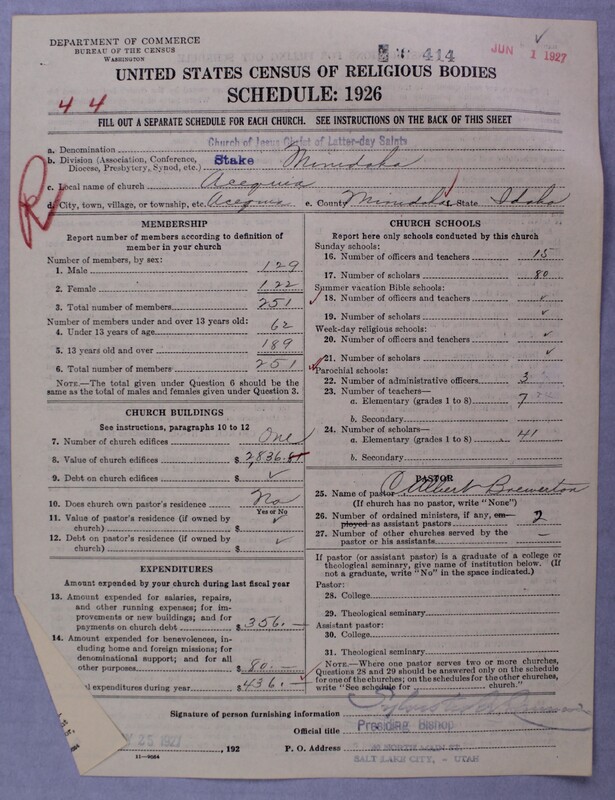 DEPARTMENT OF COMMERCE
BUREAU OF THE CENSUS
WASHINGTON
414
JUN 1 1927
UNITED STATES CENSUS OF RELIGIOUS BODIES
SCHEDULE: 1926
44
FILL OUT A SEPARATE SCHEDULE FOR EACH CHURCH. SEE INSTRUCTIONS ON THE BACK OF THIS SHEET
R
a. Denomination Church of Jesus Christ of Latter-day Saints
b. Division (Association, Conference, Diocese, Presbytery, Synod, etc.) Stake Minidoka
c. Local name of church Acequia
d. City, town, village, or township, etc. Acequia e. County Minidoka f. State Idaho
MEMBERSHIP
Report number of members according to definition of member in your church
Number of members, by sex:
1. Male 129
2. Female 122
3. Total number of members 251
Number of members under and over 13 years old:
4. Under 13 years of age 62
5. 13 years old and over 189
6. Total number of members 251
NOTE.—The total given under Question 6 should be the same as the total of males and females given under Question 3.
CHURCH BUILDINGS
See instructions, paragraphs 10 to 12
7. Number of church edifices One
8. Value of church edifices $ 2,836.
9. Debt on church edifices $
10. Does church own pastor's residence No
Yes or No
11. Value of pastor's residence (if owned by church) $
12. Debt on pastor's residence (if owned by church) $
EXPENDITURES
Amount expended by your church during last fiscal year
13. Amount expended for salaries, repairs, and other running expenses; for improvements or new buildings; and for payments on church debt $ 356.—
14. Amount expended for benevolences, including home and foreign missions; for denominational support; and for all other purposes $ 80.—
l expenditures during year $ 436.—
CHURCH SCHOOLS
Report here only schools conducted by this church
Sunday schools:
16. Number of officers and teachers 15
17. Number of scholars 80
Summer vacation Bible schools:
18. Number of officers and teachers
19. Number of scholars
Week-day religious schools:
20. Number of officers and teachers
21. Number of scholars
Parochial schools:
22. Number of administrative officers 3
23. Number of teachers—
a. Elementary (grades 1 to 8) 7
b. Secondary
24. Number of scholars—
a. Elementary (grades 1 to 8) 41
b. Secondary
PASTOR
25. Name of pastor Albert Brewerton
(If church has no pastor, write "None")
26. Number of ordained ministers, if any, employed as assistant pastors 2
27. Number of other churches served by the pastor or his assistants —
If pastor (or assistant pastor) is a graduate of a college or theological seminary, give name of institution below. (If not a graduate, write "No" in the space indicated.)
Pastor:
28. College
29. Theological seminary
Assistant pastor:
30. College
31. Theological seminary
NOTE.—Where one pastor serves two or more churches, Questions 28 and 29 should be answered only on the schedule for one of the churches; on the schedules for the other churches, write "See schedule for church."
Signature of person furnishing information
Official title Presiding Bishop
25 1927, 192
P. O. Address NORTH MAIN ST.
SALT LAKE CITY, - UTAH
11—9064